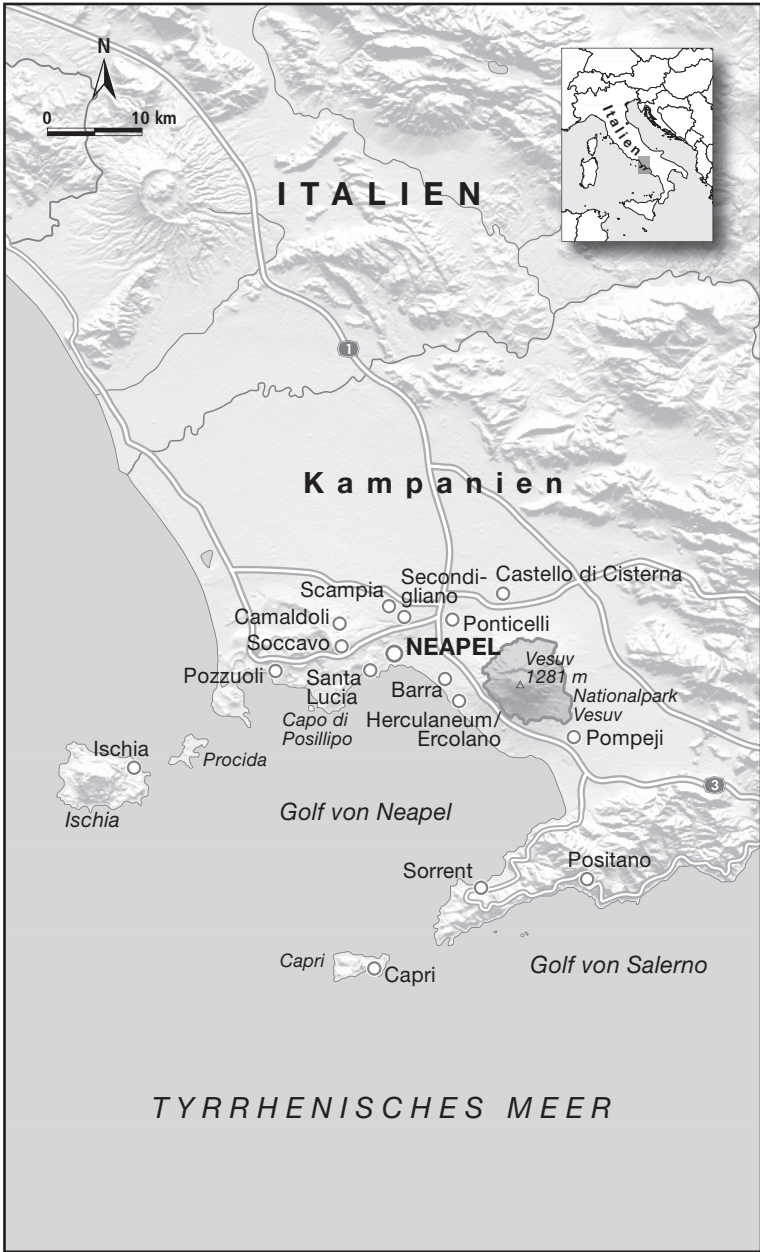 N
0 10 km
Italien
ITALIEN
1
Kampanien
Secondi-
gliano
Castello di Cisterna
Scampia
Camaldoli
Ponticelli
Soccavo
NEAPEL
Vesuv
1281 m
Pozzuoli
Santa
Lucia
Barra
Nationalpark
Vesuv
Capo di
Posillipo
Herculaneum/
Ercolano
Pompeji
Ischia
Procida
3
Ischia
Golf von Neapel
Sorrent
Positano
Capri
Capri
Golf von Salerno
TYRRHENISCHES MEER